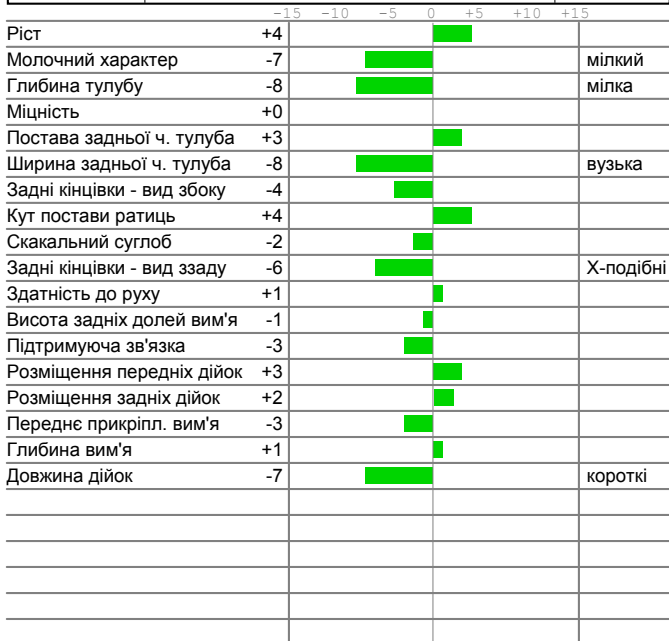 -15 -10 -5 0 +5 +10 +15
Ріст +4
Молочний характер -7 мілкий
Глибина тулубу -8 мілка
Міцність +0
Постава задньої ч. тулуба +3
Ширина задньої ч. тулуба -8 вузька
Задні кінцівки - вид збоку -4
Кут постави ратиць +4
Скакальний суглоб -2
Задні кінцівки - вид ззаду -6 Х-подібні
Здатність до руху +1
Висота задніх долей вим'я -1
Підтримуюча зв'язка -3
Розміщення передніх дійок +3
Розміщення задніх дійок +2
Переднє прикріпл. вим'я -3
Глибина вим'я +1
Довжина дійок -7 короткі